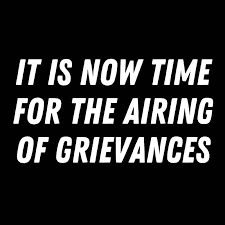 IT IS NOW TIME
FOR THE AIRING
OF GRIEVANCES